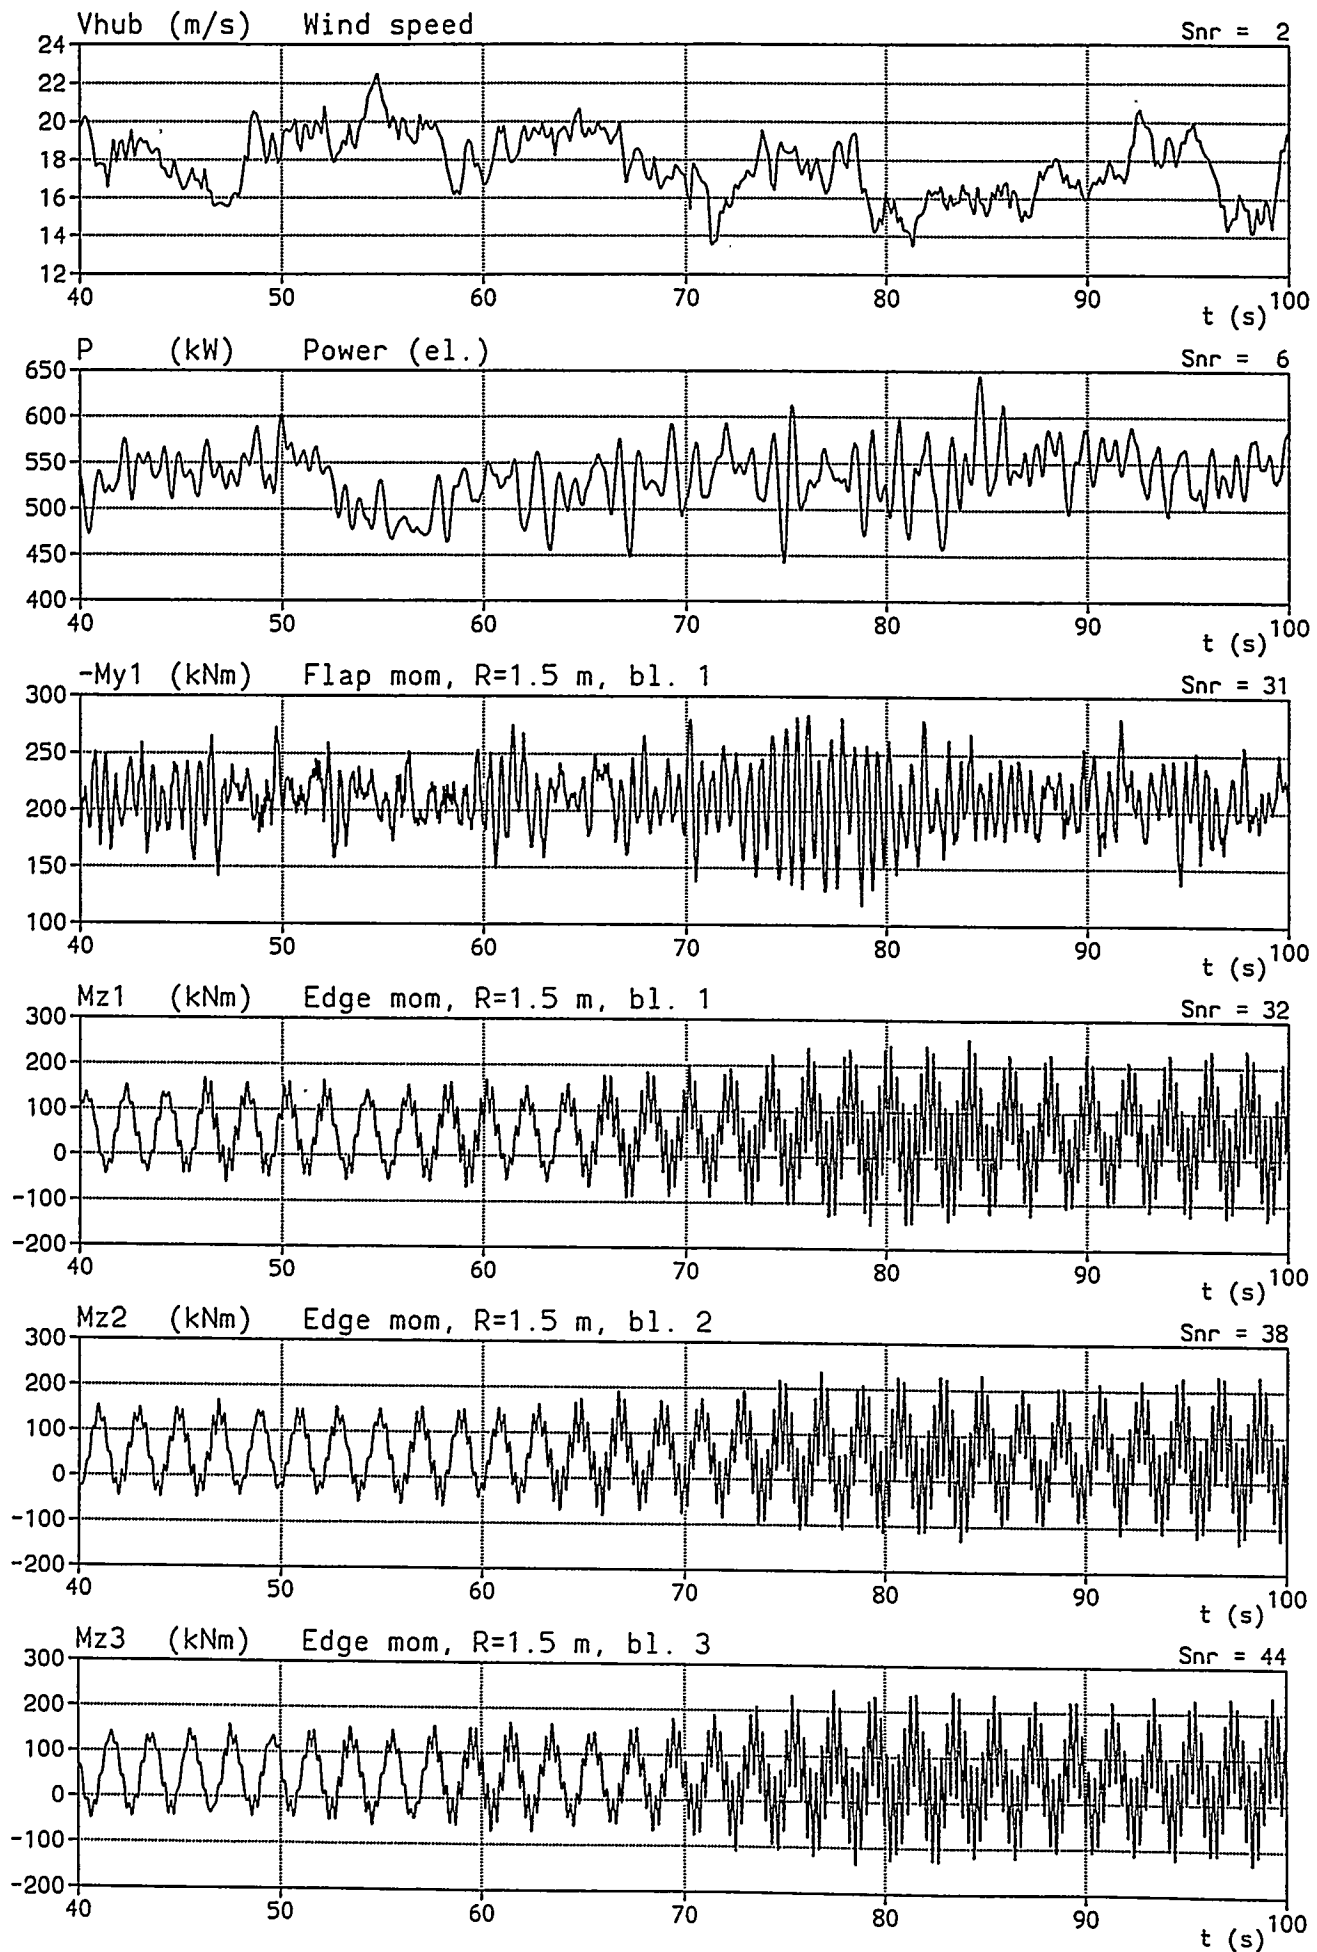 Vhub (m/s) Wind speed Snr = 2
24
22
20
18
16
14
12
40 50 60 70 80 90 100
t (s)
P (kW) Power (el.) Snr = 6
650
600
550
500
450
400
40 50 60 70 80 90 100
t (s)
-My1 (kNm) Flap mom, R=1.5 m, bl. 1 Snr = 31
300
250
200
150
100
40 50 60 70 80 90 100
t (s)
Mz1 (kNm) Edge mom, R=1.5 m, bl. 1 Snr = 32
300
200
100
0
-100
-200
40 50 60 70 80 90 100
t (s)
Mz2 (kNm) Edge mom, R=1.5 m, bl. 2 Snr = 38
300
200
100
0
-100
-200
40 50 60 70 80 90 100
t (s)
Mz3 (kNm) Edge mom, R=1.5 m, bl. 3 Snr = 44
300
200
100
0
-100
-200
40 50 60 70 80 90 100
t (s)